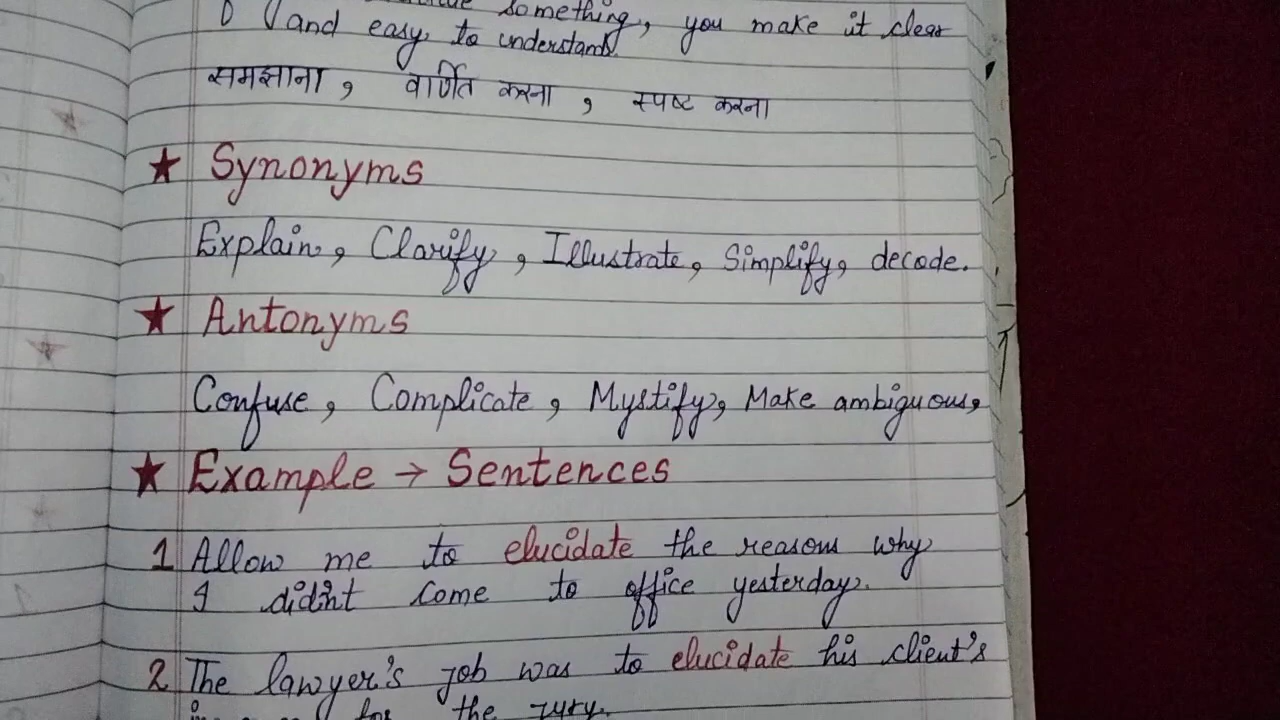 something, you make it clear
and easy to understand.
समझाना, वार्णित करना, स्पष्ट करना
★ Synonyms
Explain, Clarify, Illustrate, Simplify, decode.
★ Antonyms
Confuse, Complicate, Mystify, Make ambiguous,
★ Example → Sentences
1 Allow me to elucidate the reasons why
I didn't come to office yesterday.
2 The lawyer's job was to elucidate his client's
for the jury.